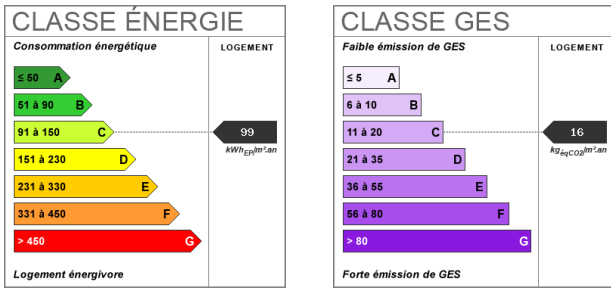 CLASSE ÉNERGIE
Consommation énergétique
LOGEMENT
≤ 50 A
51 à 90 B
91 à 150 C
99
kWhEP/m².an
151 à 230 D
231 à 330 E
331 à 450 F
> 450 G
Logement énergivore
CLASSE GES
Faible émission de GES
LOGEMENT
≤ 5 A
6 à 10 B
11 à 20 C
16
kgéqCO2/m².an
21 à 35 D
36 à 55 E
56 à 80 F
> 80 G
Forte émission de GES